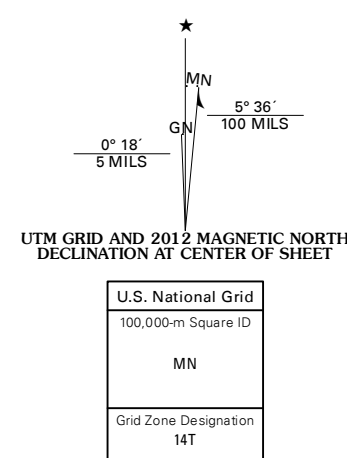 ★
MN
GN
5° 36´
100 MILS
0° 18´
5 MILS
UTM GRID AND 2012 MAGNETIC NORTH
DECLINATION AT CENTER OF SHEET
U.S. National Grid
100,000-m Square ID
MN
Grid Zone Designation
14T